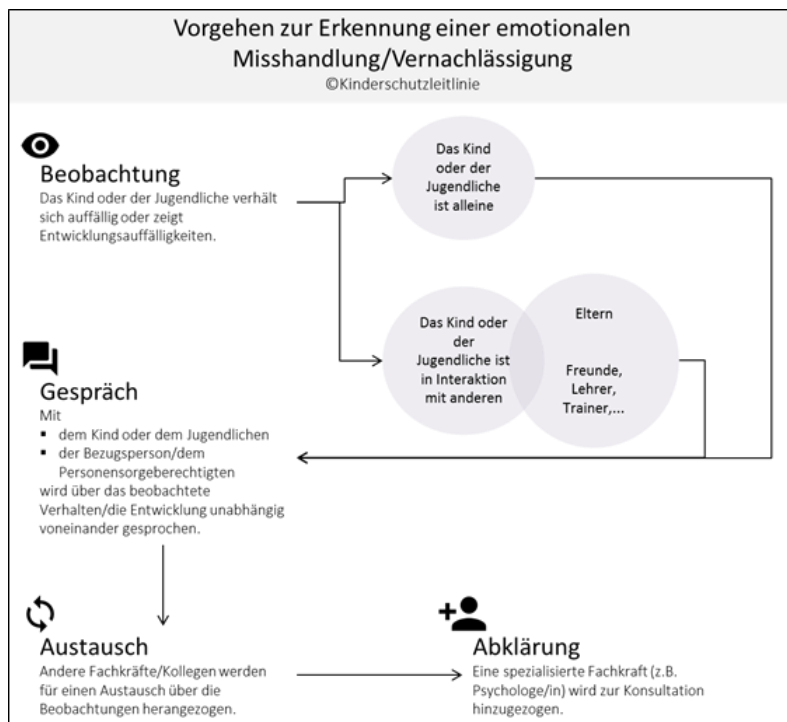 Vorgehen zur Erkennung einer emotionalen
Misshandlung/Vernachlässigung
©Kinderschutzleitlinie
Beobachtung
Das Kind oder der Jugendliche verhält
sich auffällig oder zeigt
Entwicklungsauffälligkeiten.
Das Kind
oder der
Jugendliche
ist alleine
Das Kind oder
der
Jugendliche ist
in Interaktion
mit anderen
Eltern
Freunde,
Lehrer,
Trainer,...
Gespräch
Mit
▪ dem Kind oder dem Jugendlichen
▪ der Bezugsperson/dem
Personensorgeberechtigten
wird über das beobachtete
Verhalten/die Entwicklung unabhängig
voneinander gesprochen.
Austausch
Andere Fachkräfte/Kollegen werden
für einen Austausch über die
Beobachtungen herangezogen.
Abklärung
Eine spezialisierte Fachkraft (z.B.
Psychologe/in) wird zur Konsultation
hinzugezogen.